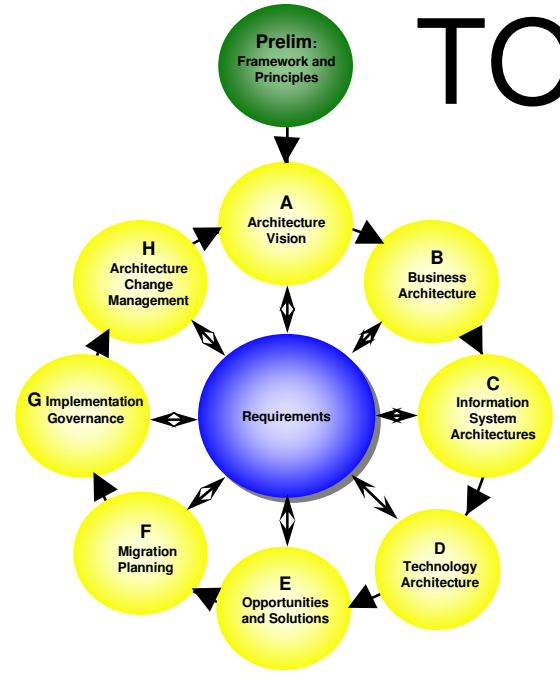 TO
Prelim:
Framework and
Principles
A
Architecture
Vision
B
Business
Architecture
C
Information
System
Architectures
D
Technology
Architecture
E
Opportunities
and Solutions
F
Migration
Planning
G Implementation
Governance
H
Architecture
Change
Management
Requirements